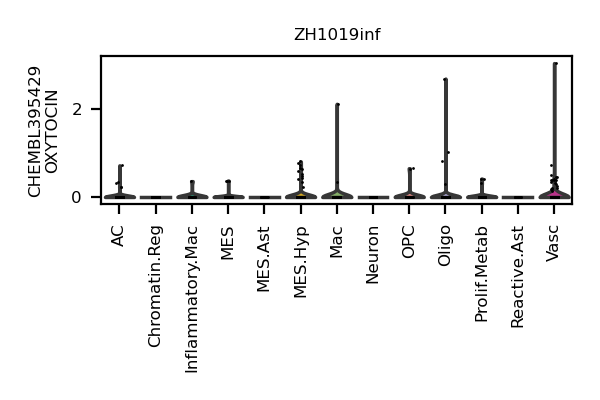 ZH1019inf
CHEMBL395429
OXYTOCIN
2
0
AC
Chromatin.Reg
Inflammatory.Mac
MES
MES.Ast
MES.Hyp
Mac
Neuron
OPC
Oligo
Prolif.Metab
Reactive.Ast
Vasc